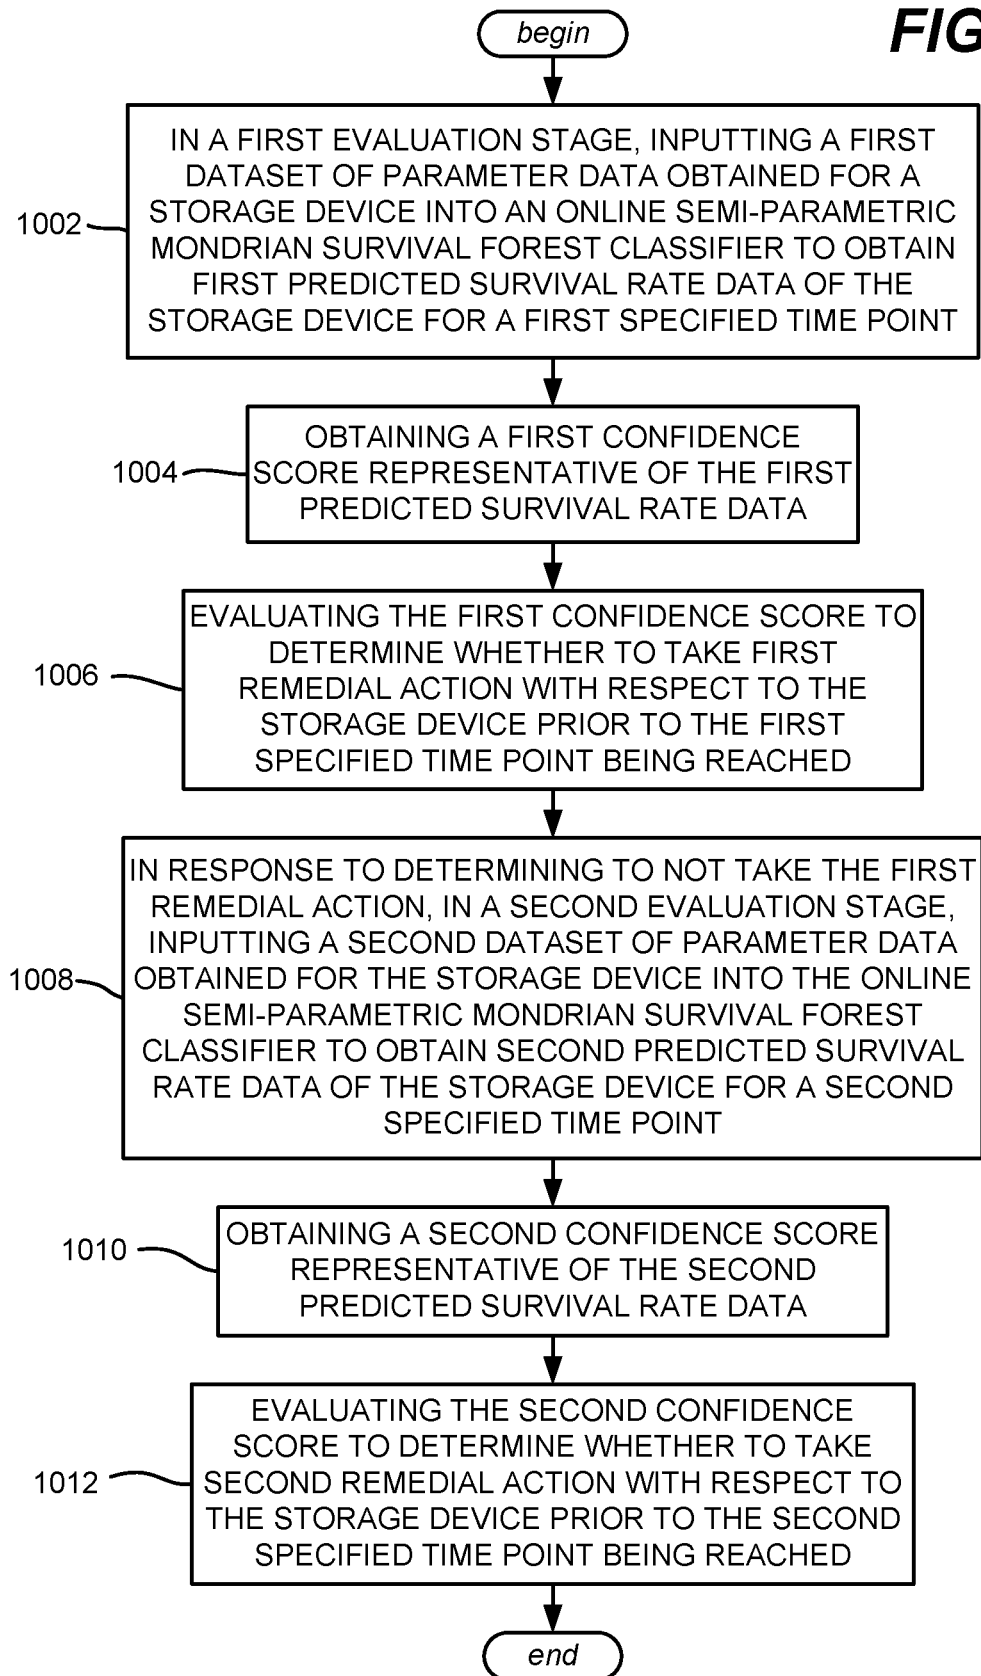 begin
FIG
IN A FIRST EVALUATION STAGE, INPUTTING A FIRST
DATASET OF PARAMETER DATA OBTAINED FOR A
STORAGE DEVICE INTO AN ONLINE SEMI-PARAMETRIC
MONDRIAN SURVIVAL FOREST CLASSIFIER TO OBTAIN
FIRST PREDICTED SURVIVAL RATE DATA OF THE
STORAGE DEVICE FOR A FIRST SPECIFIED TIME POINT
1002
OBTAINING A FIRST CONFIDENCE
SCORE REPRESENTATIVE OF THE FIRST
PREDICTED SURVIVAL RATE DATA
1004
EVALUATING THE FIRST CONFIDENCE SCORE TO
DETERMINE WHETHER TO TAKE FIRST
REMEDIAL ACTION WITH RESPECT TO THE
STORAGE DEVICE PRIOR TO THE FIRST
SPECIFIED TIME POINT BEING REACHED
1006
IN RESPONSE TO DETERMINING TO NOT TAKE THE FIRST
REMEDIAL ACTION, IN A SECOND EVALUATION STAGE,
INPUTTING A SECOND DATASET OF PARAMETER DATA
OBTAINED FOR THE STORAGE DEVICE INTO THE ONLINE
SEMI-PARAMETRIC MONDRIAN SURVIVAL FOREST
CLASSIFIER TO OBTAIN SECOND PREDICTED SURVIVAL
RATE DATA OF THE STORAGE DEVICE FOR A SECOND
SPECIFIED TIME POINT
1008
OBTAINING A SECOND CONFIDENCE SCORE
REPRESENTATIVE OF THE SECOND
PREDICTED SURVIVAL RATE DATA
1010
EVALUATING THE SECOND CONFIDENCE
SCORE TO DETERMINE WHETHER TO TAKE
SECOND REMEDIAL ACTION WITH RESPECT TO
THE STORAGE DEVICE PRIOR TO THE SECOND
SPECIFIED TIME POINT BEING REACHED
1012
end